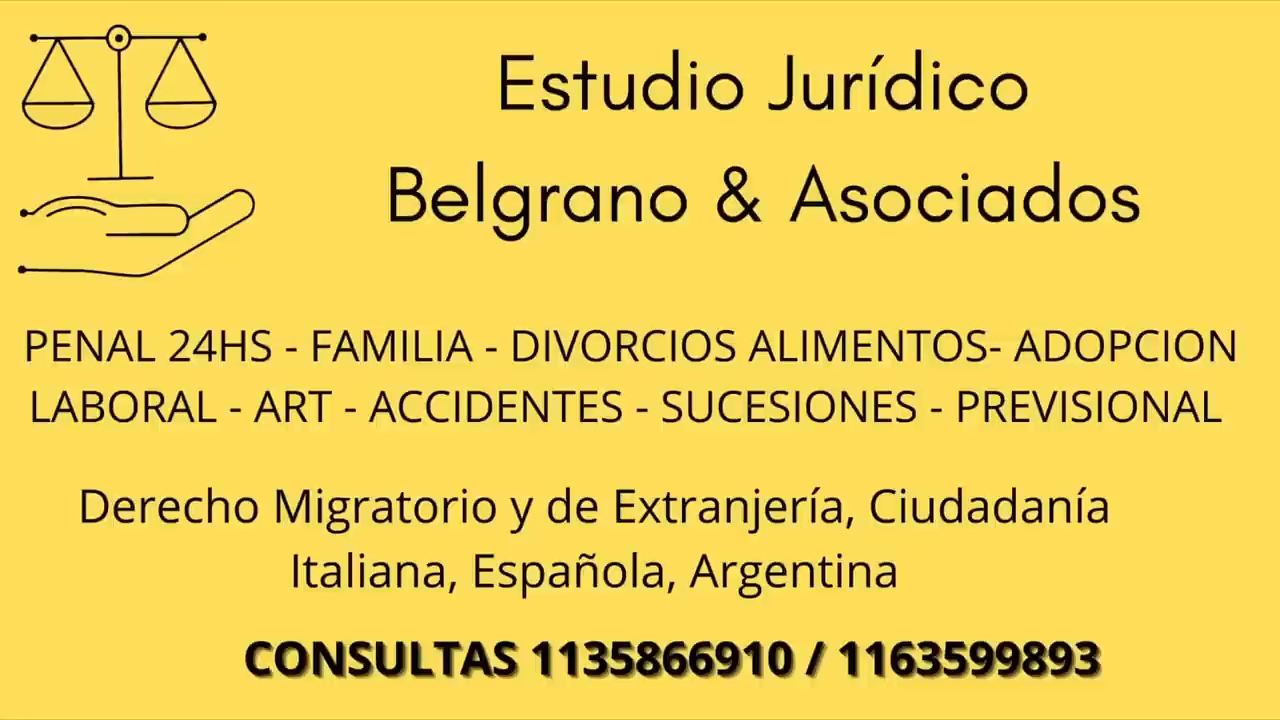 Estudio Jurídico
Belgrano & Asociados
PENAL 24HS - FAMILIA - DIVORCIOS ALIMENTOS- ADOPCION
LABORAL - ART - ACCIDENTES - SUCESIONES - PREVISIONAL
Derecho Migratorio y de Extranjería, Ciudadanía
Italiana, Española, Argentina
CONSULTAS 1135866910 / 1163599893